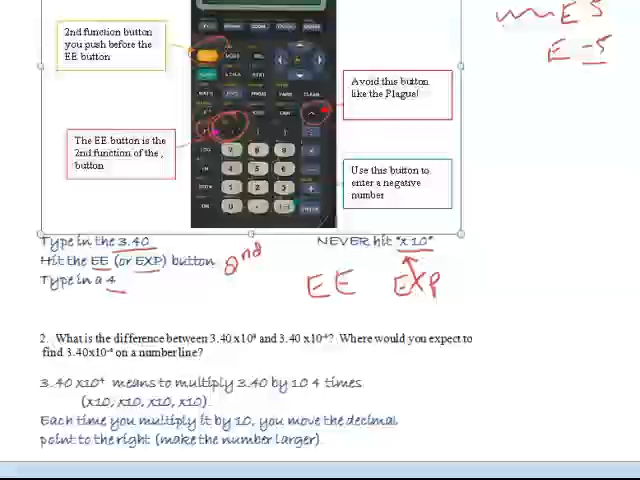 E 5
E -5
2nd function button
you push before the
EE button
Avoid this button
like the Plague!
The EE button is the
2nd function of the ,
button
Use this button to
enter a negative
number
Type in the 3.40
NEVER hit "x 10"
Hit the EE (or EXP) button
2nd
Type in a 4
EE EXP
2. What is the difference between 3.40 x10⁴ and 3.40 x10⁻⁴? Where would you expect to
find 3.40x10⁻⁴ on a number line?
3.40 x10⁴ means to multiply 3.40 by 10 4 times
(x10, x10, x10, x10).
Each time you multiply it by 10, you move the decimal
point to the right (make the number larger)